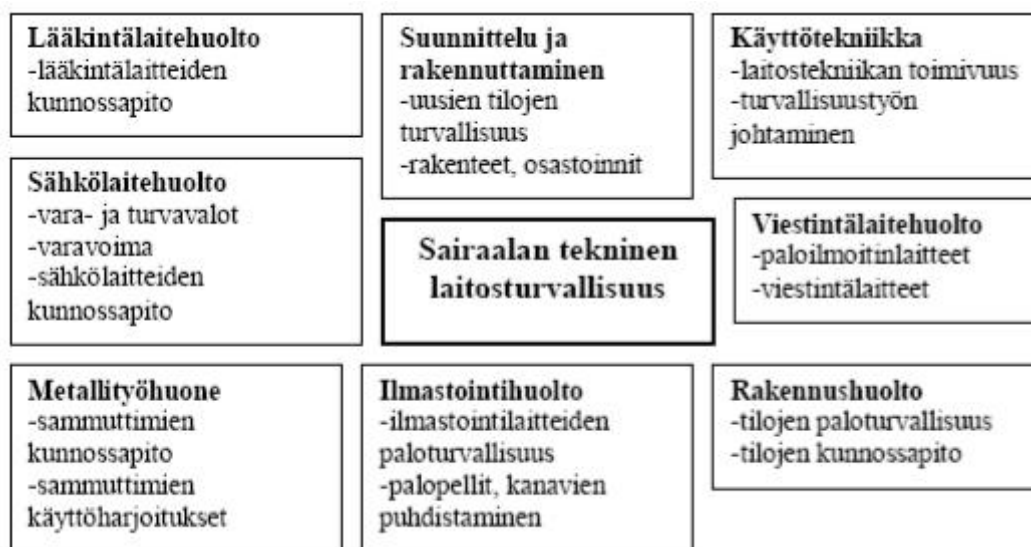 Lääkintälaitehuolto
-lääkintälaitteiden
kunnossapito
Suunnittelu ja
rakennuttaminen
-uusien tilojen
turvallisuus
-rakenteet, osastoinnit
Käyttötekniikka
-laitostekniikan toimivuus
-turvallisuustyön
johtaminen
Sähkölaitehuolto
-vara- ja turvavalot
-varavoima
-sähkölaitteiden
kunnossapito
Sairaalan tekninen
laitosturvallisuus
Viestintälaitehuolto
-paloilmoitinlaitteet
-viestintälaitteet
Metallityöhuone
-sammuttimien
kunnossapito
-sammuttimien
käyttöharjoitukset
Ilmastointihuolto
-ilmastointilaitteiden
paloturvallisuus
-palopellit, kanavien
puhdistaminen
Rakennushuolto
-tilojen paloturvallisuus
-tilojen kunnossapito